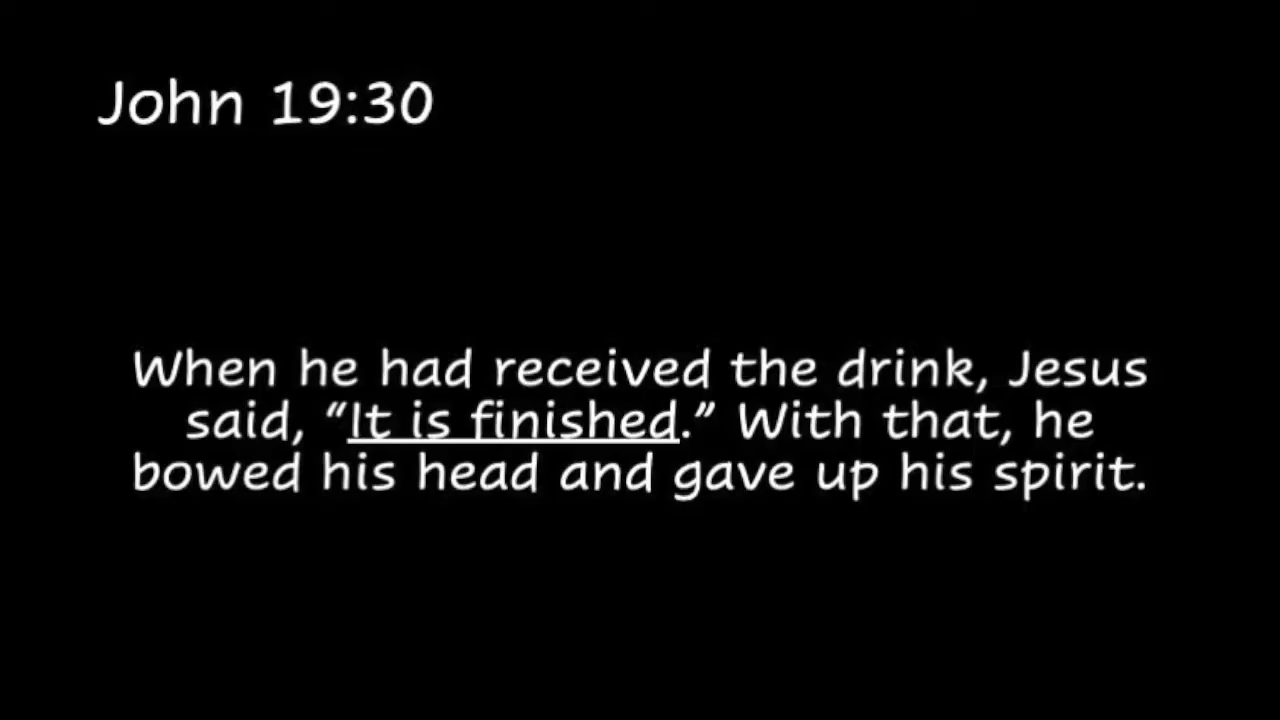 John 19:30
When he had received the drink, Jesus
said, “It is finished.” With that, he
bowed his head and gave up his spirit.